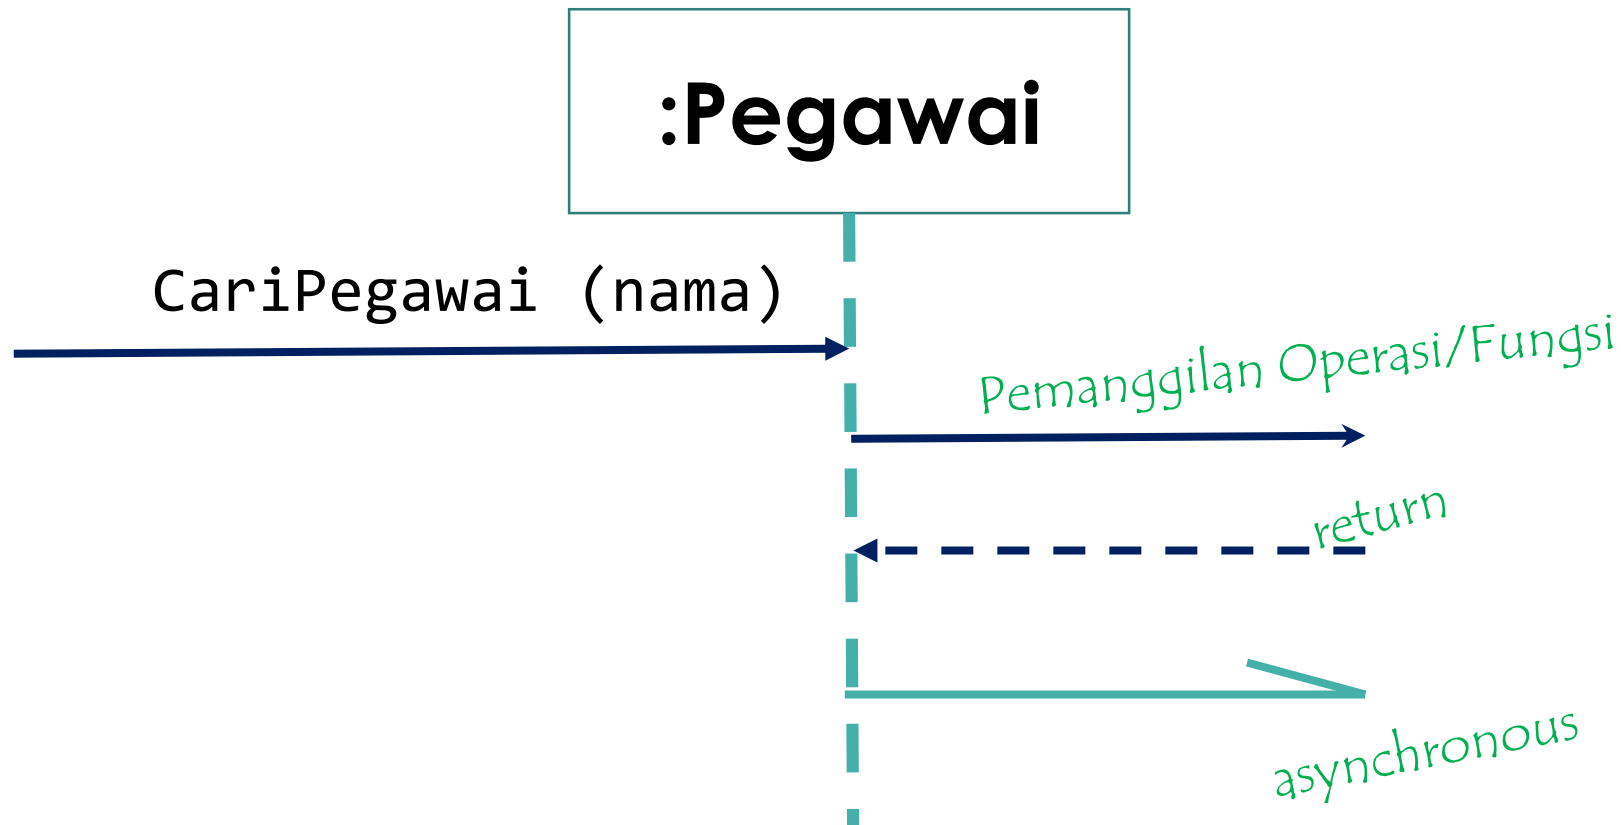 :Pegawai
CariPegawai (nama)
Pemanggilan Operasi/Fungsi
return
asynchronous